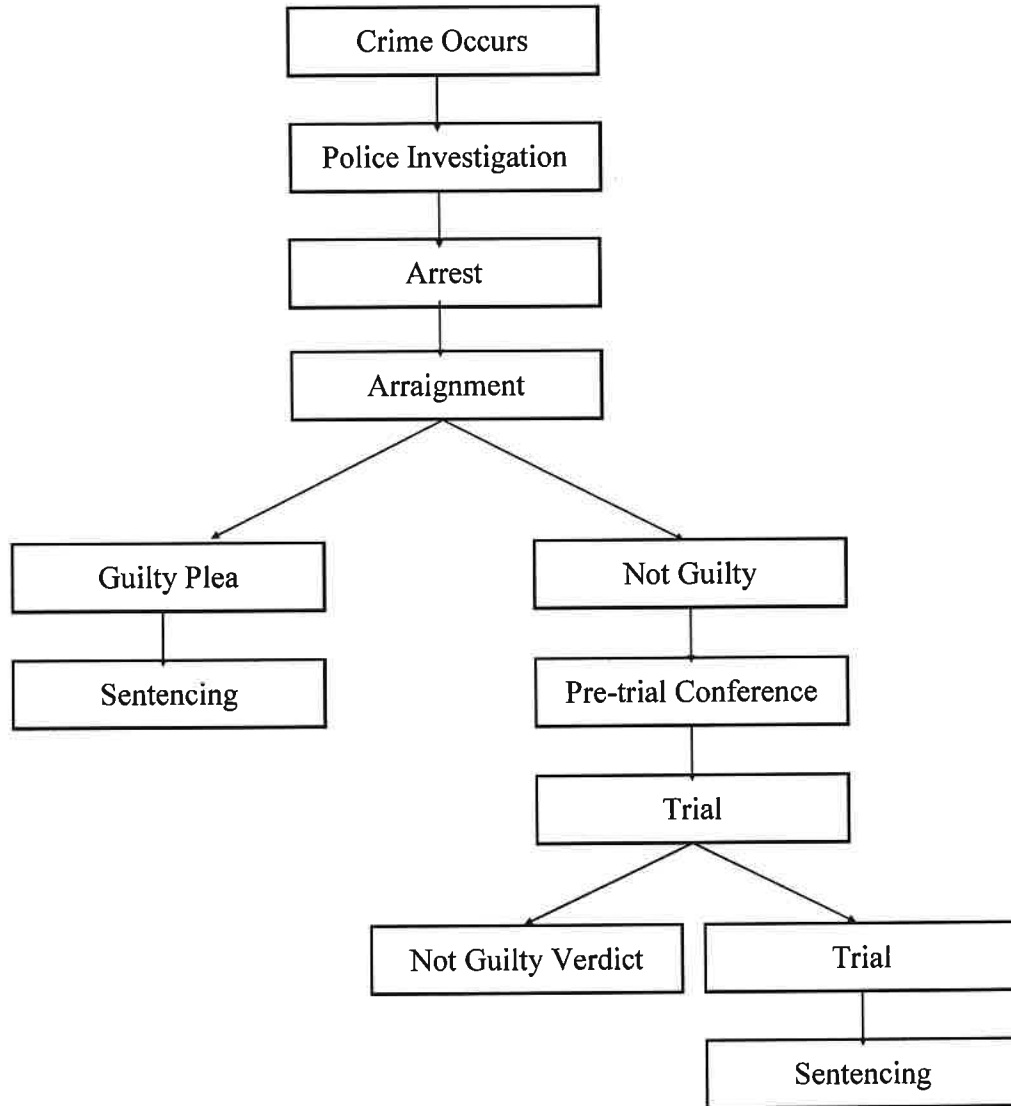 Crime Occurs
Police Investigation
Arrest
Arraignment
Guilty Plea
Not Guilty
Sentencing
Pre-trial Conference
Trial
Not Guilty Verdict
Trial
Sentencing